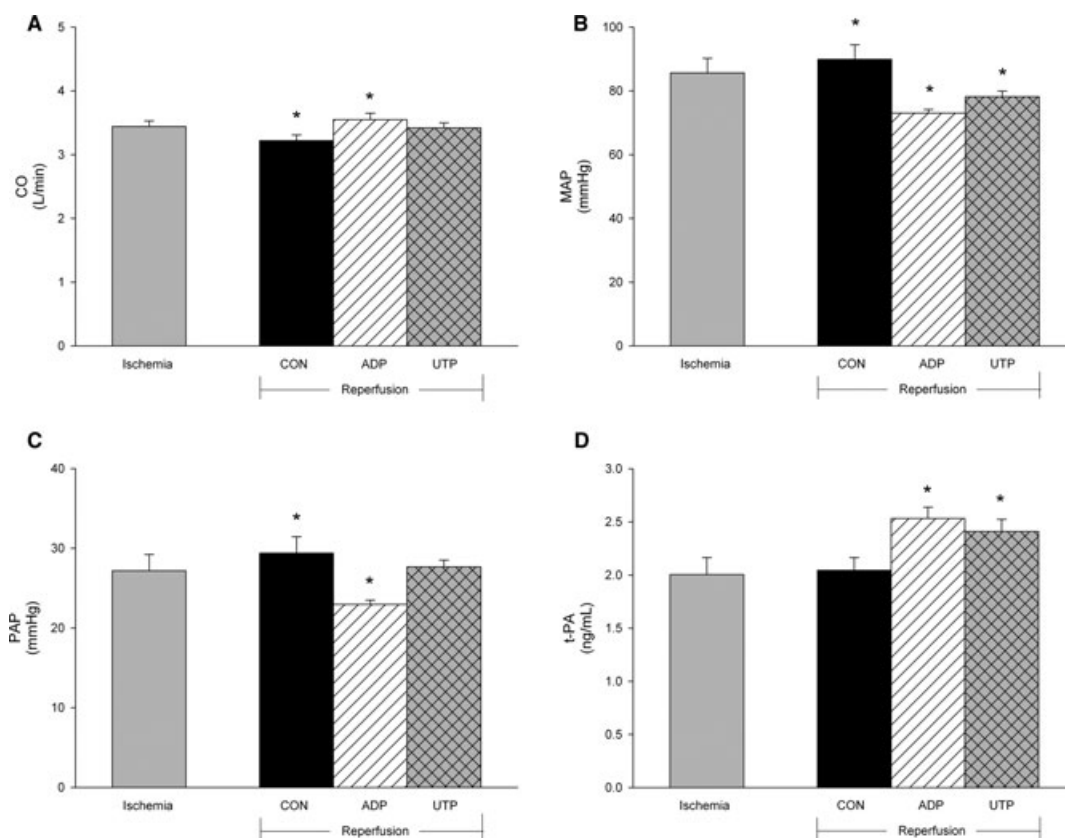 A
5
4
3
2
1
0
CO
(L/min)
*
*
Ischemia
CON
ADP
UTP
Reperfusion
B
100
80
60
40
20
0
MAP
(mmHg)
*
*
*
Ischemia
CON
ADP
UTP
Reperfusion
C
40
30
20
10
0
PAP
(mmHg)
*
*
Ischemia
CON
ADP
UTP
Reperfusion
D
3.0
2.5
2.0
1.5
1.0
0.5
0.0
t-PA
(ng/mL)
*
*
Ischemia
CON
ADP
UTP
Reperfusion